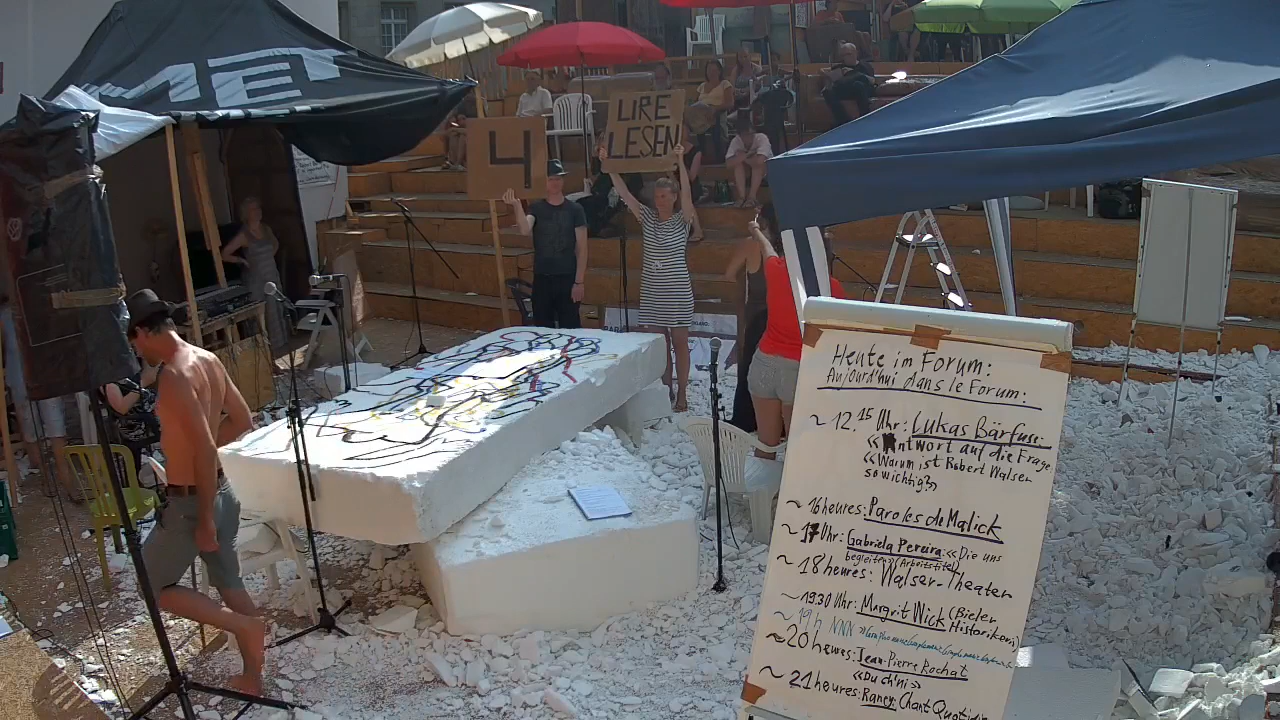 4
LIRE
LESEN
Heute im Forum:
Aujourd'hui dans le Forum:
~ 12.15 Uhr: Lukas Bärfuss:
«Antwort auf die Frage
«Warum ist Robert Walser
so wichtig?»
~ 16 heures: Paroles de Malick
~ 17 Uhr: Gabriela Pereira: «Die uns
begleiten» (Arbeitstitel)
~ 18 heures: Walser-Theater
~ 19.30 Uhr: Margrit Wick (Bieler
Historikerin)
~ 19h NNN
~ 20 heures: Jean-Pierre Rochat
«Du ch'ni»
~ 21 heures: Raney: Chant Quotidien